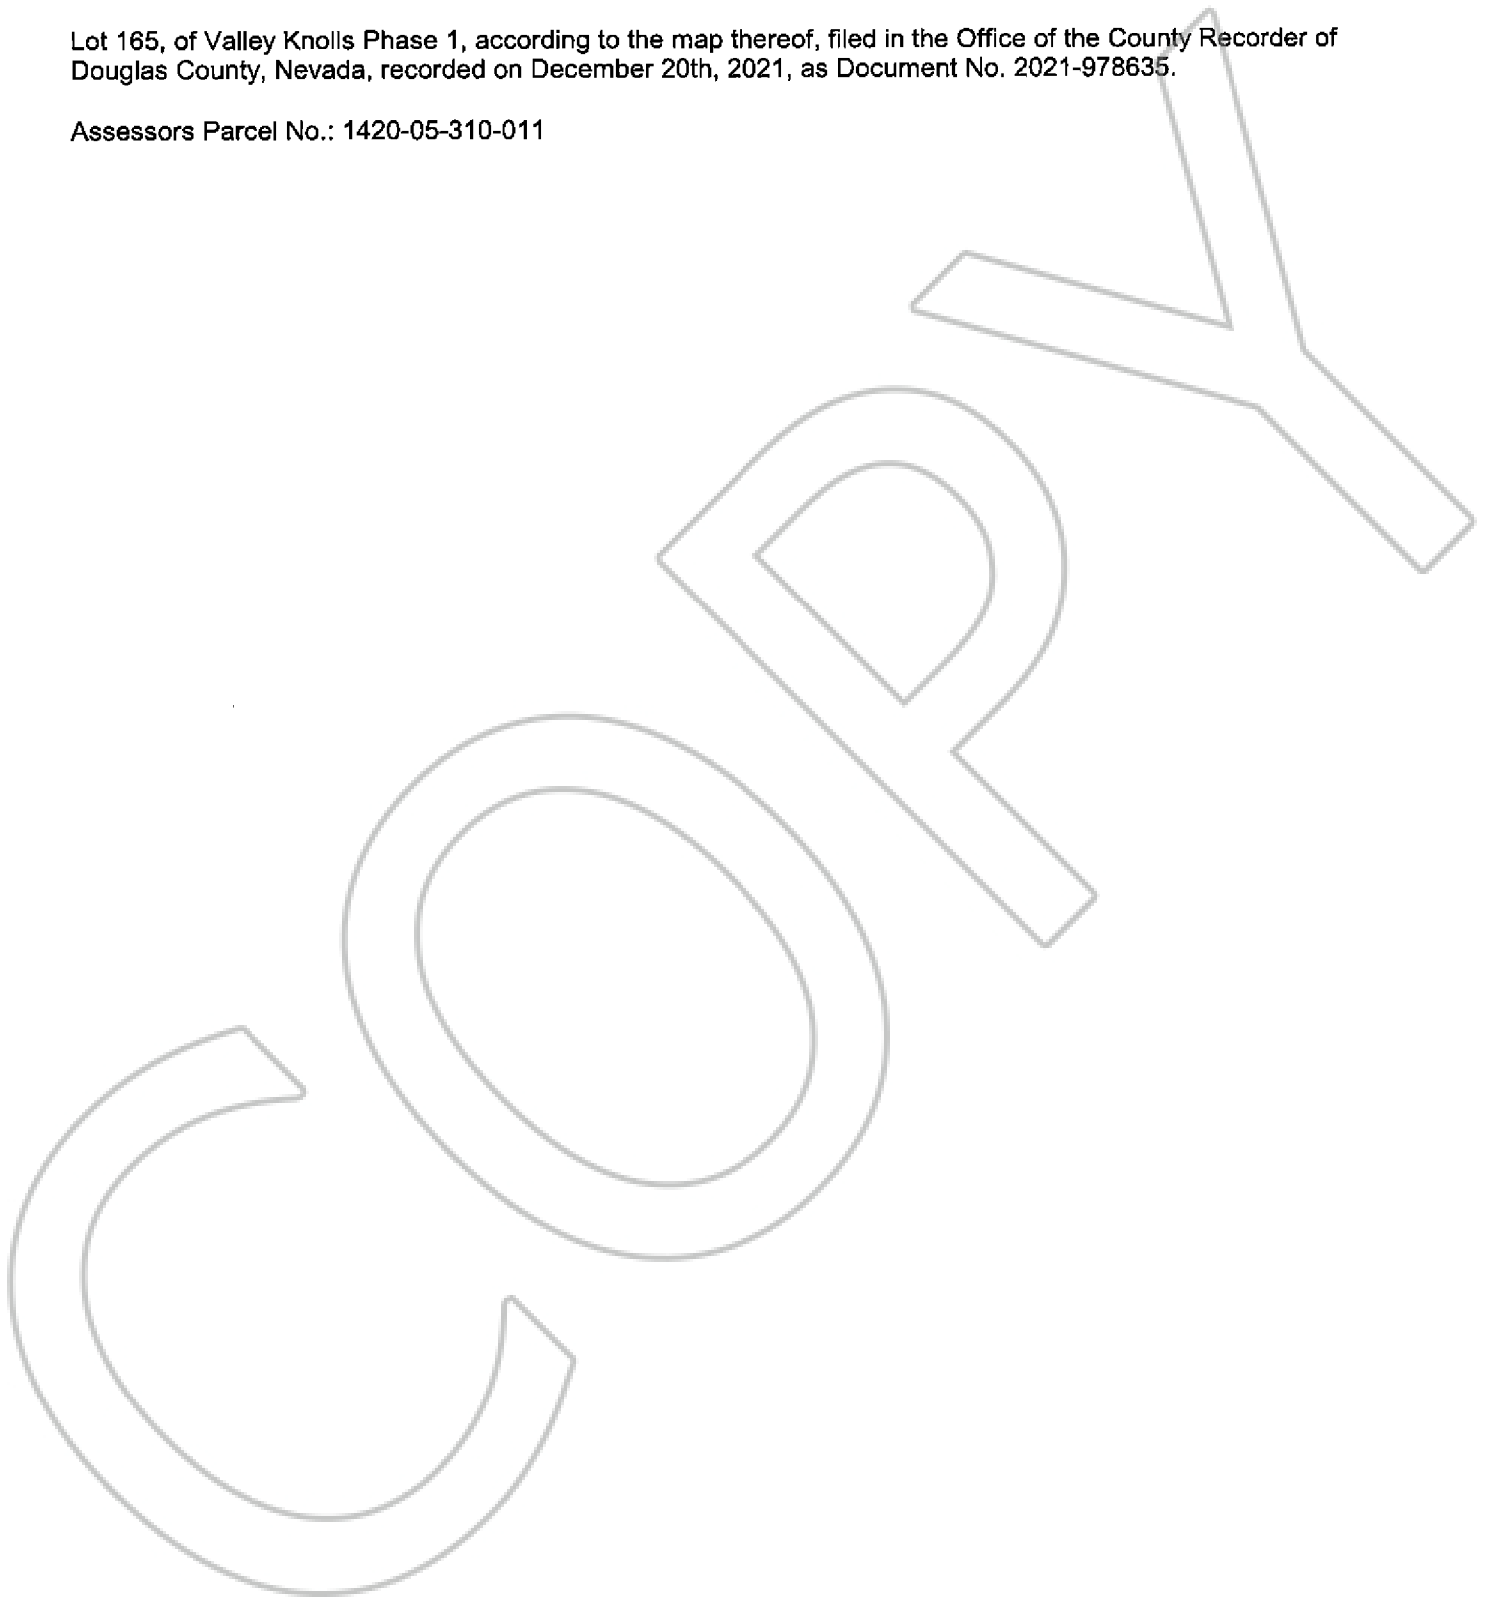 Lot 165, of Valley Knolls Phase 1, according to the map thereof, filed in the Office of the County Recorder of
Douglas County, Nevada, recorded on December 20th, 2021, as Document No. 2021-978635.
Assessors Parcel No.: 1420-05-310-011
COPY